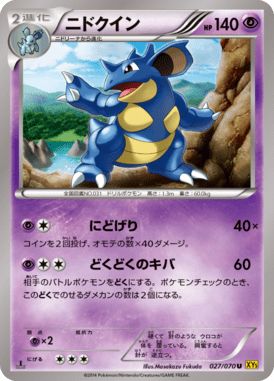 2進化 ニドクイン HP140
ニドリーナから進化
全国図鑑NO.031 ドリルポケモン 高さ：1.3m 重さ：60.0kg
にどげり 40×
コインを2回投げ、オモテの数×40ダメージ。
どくどくのキバ 60
相手のバトルポケモンをどくにする。ポケモンチェックのとき、
このどくでのせるダメカンの数は2個になる。
弱点 ×2 抵抗力
にげる
1 Illus.Masakazu Fukuda 027/070 U XY5
©2014 Pokémon/Nintendo/Creatures/GAME FREAK.